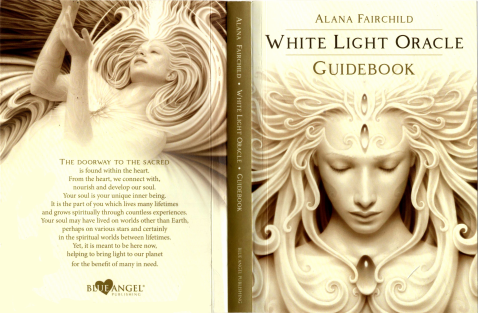 THE DOORWAY TO THE SACRED
is found within the heart.
From the heart, we connect with,
nourish and develop our soul.
Your soul is your unique inner being.
It is the part of you which lives many lifetimes
and grows spiritually through countless experiences.
Your soul may have lived on worlds other than Earth,
perhaps on various stars and certainly
in the spiritual worlds between lifetimes.
Yet, it is meant to be here now,
helping to bring light to our planet
for the benefit of many in need.
BLUE ANGEL®
PUBLISHING
ALANA FAIRCHILD • WHITE LIGHT ORACLE • GUIDEBOOK
BLUE ANGEL PUBLISHING
ALANA FAIRCHILD
WHITE LIGHT ORACLE
GUIDEBOOK